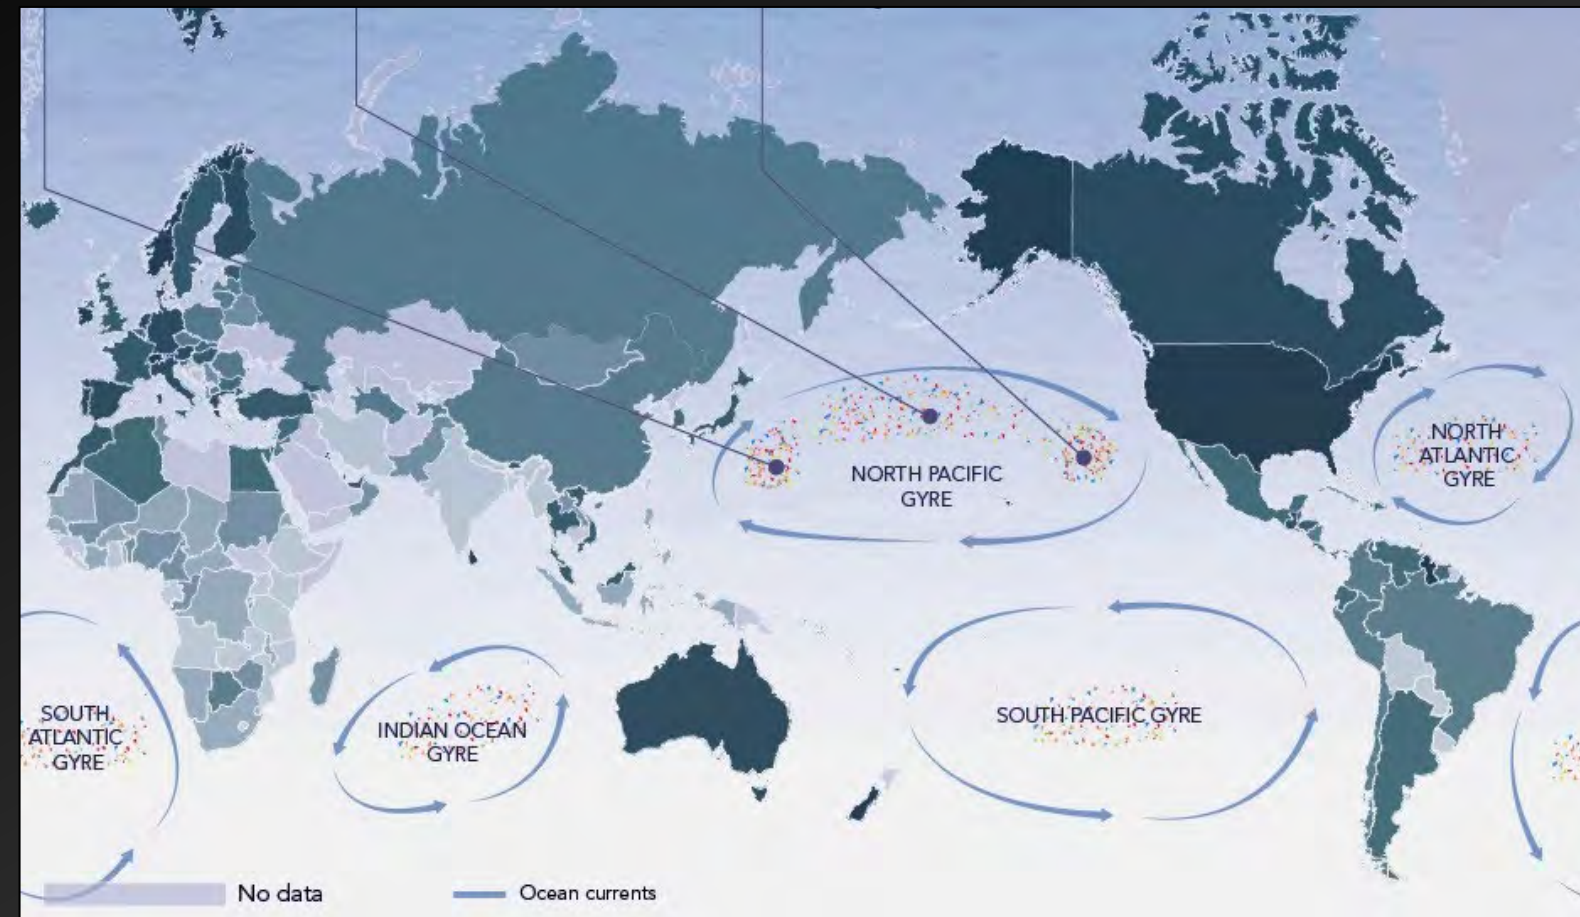 NORTH PACIFIC
GYRE
NORTH
ATLANTIC
GYRE
SOUTH
ATLANTIC
GYRE
INDIAN OCEAN
GYRE
SOUTH PACIFIC GYRE
No data
Ocean currents